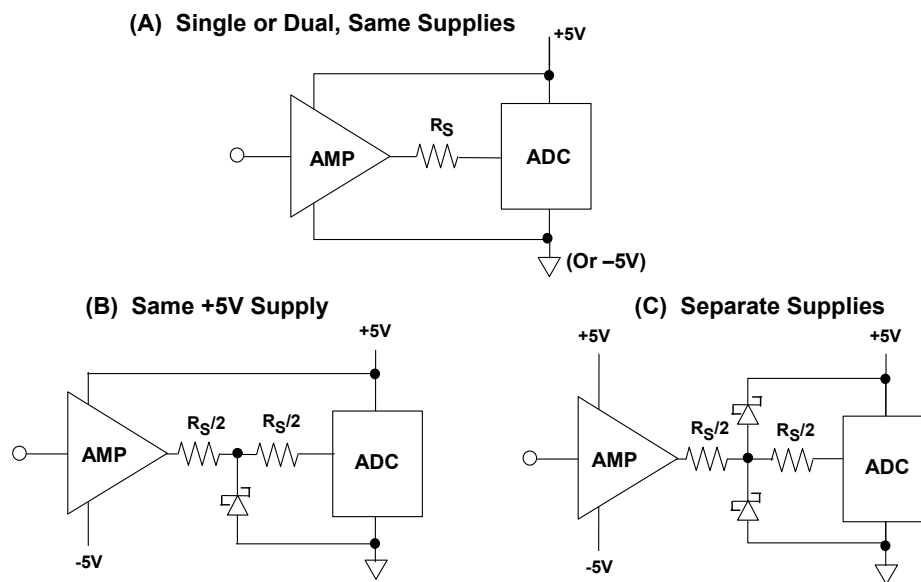 (A) Single or Dual, Same Supplies
+5V
AMP
RS
ADC
(Or –5V)
(B) Same +5V Supply
+5V
AMP
RS/2
RS/2
ADC
-5V
(C) Separate Supplies
+5V
+5V
AMP
RS/2
RS/2
ADC
-5V